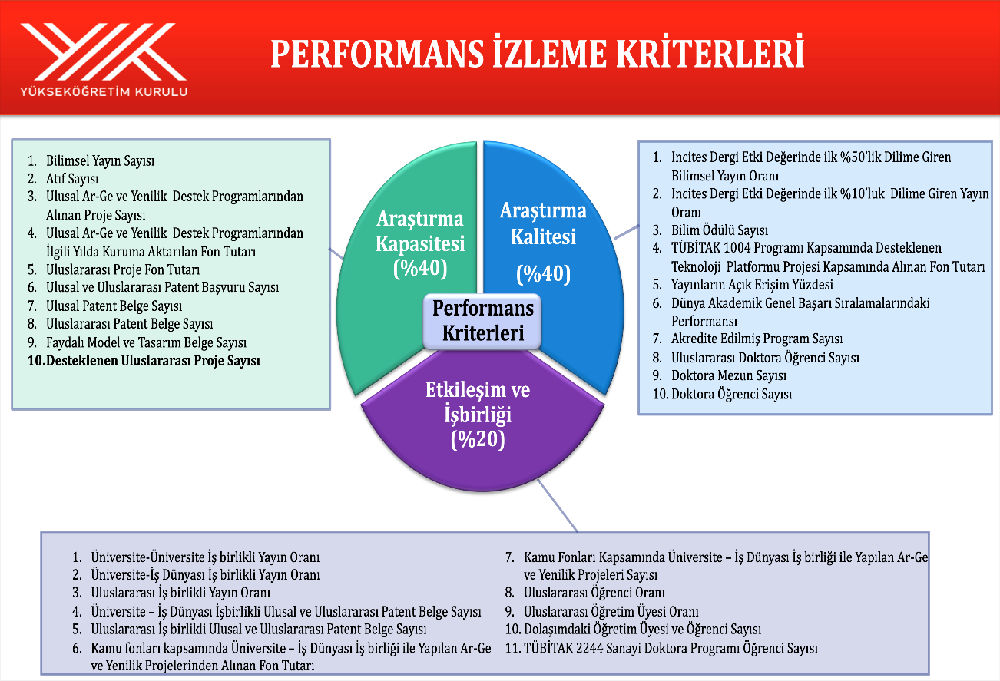 YÜKSEKÖĞRETİM KURULU
PERFORMANS İZLEME KRİTERLERİ
1. Bilimsel Yayın Sayısı
2. Atıf Sayısı
3. Ulusal Ar-Ge ve Yenilik Destek Programlarından
Alınan Proje Sayısı
4. Ulusal Ar-Ge ve Yenilik Destek Programlarından
İlgili Yılda Kuruma Aktarılan Fon Tutarı
5. Uluslararası Proje Fon Tutarı
6. Ulusal ve Uluslararası Patent Başvuru Sayısı
7. Ulusal Patent Belge Sayısı
8. Uluslararası Patent Belge Sayısı
9. Faydalı Model ve Tasarım Belge Sayısı
10. Desteklenen Uluslararası Proje Sayısı
Araştırma
Kapasitesi
(%40)
Araştırma
Kalitesi
(%40)
Performans
Kriterleri
Etkileşim ve
İşbirliği
(%20)
1. Incites Dergi Etki Değerinde ilk %50'lik Dilime Giren
Bilimsel Yayın Oranı
2. Incites Dergi Etki Değerinde ilk %10'luk Dilime Giren Yayın
Oranı
3. Bilim Ödülü Sayısı
4. TÜBİTAK 1004 Programı Kapsamında Desteklenen
Teknoloji Platformu Projesi Kapsamında Alınan Fon Tutarı
5. Yayınların Açık Erişim Yüzdesi
6. Dünya Akademik Genel Başarı Sıralamalarındaki
Performansı
7. Akredite Edilmiş Program Sayısı
8. Uluslararası Doktora Öğrenci Sayısı
9. Doktora Mezun Sayısı
10. Doktora Öğrenci Sayısı
1. Üniversite-Üniversite İş birlikli Yayın Oranı
2. Üniversite-İş Dünyası İş birlikli Yayın Oranı
3. Uluslararası İş birlikli Yayın Oranı
4. Üniversite – İş Dünyası İşbirlikli Ulusal ve Uluslararası Patent Belge Sayısı
5. Uluslararası İş birlikli Ulusal ve Uluslararası Patent Belge Sayısı
6. Kamu fonları kapsamında Üniversite – İş Dünyası İş birliği ile Yapılan Ar-Ge
ve Yenilik Projelerinden Alınan Fon Tutarı
7. Kamu Fonları Kapsamında Üniversite – İş Dünyası İş birliği ile Yapılan Ar-Ge
ve Yenilik Projeleri Sayısı
8. Uluslararası Öğrenci Oranı
9. Uluslararası Öğretim Üyesi Oranı
10. Dolaşımdaki Öğretim Üyesi ve Öğrenci Sayısı
11. TÜBİTAK 2244 Sanayi Doktora Programı Öğrenci Sayısı